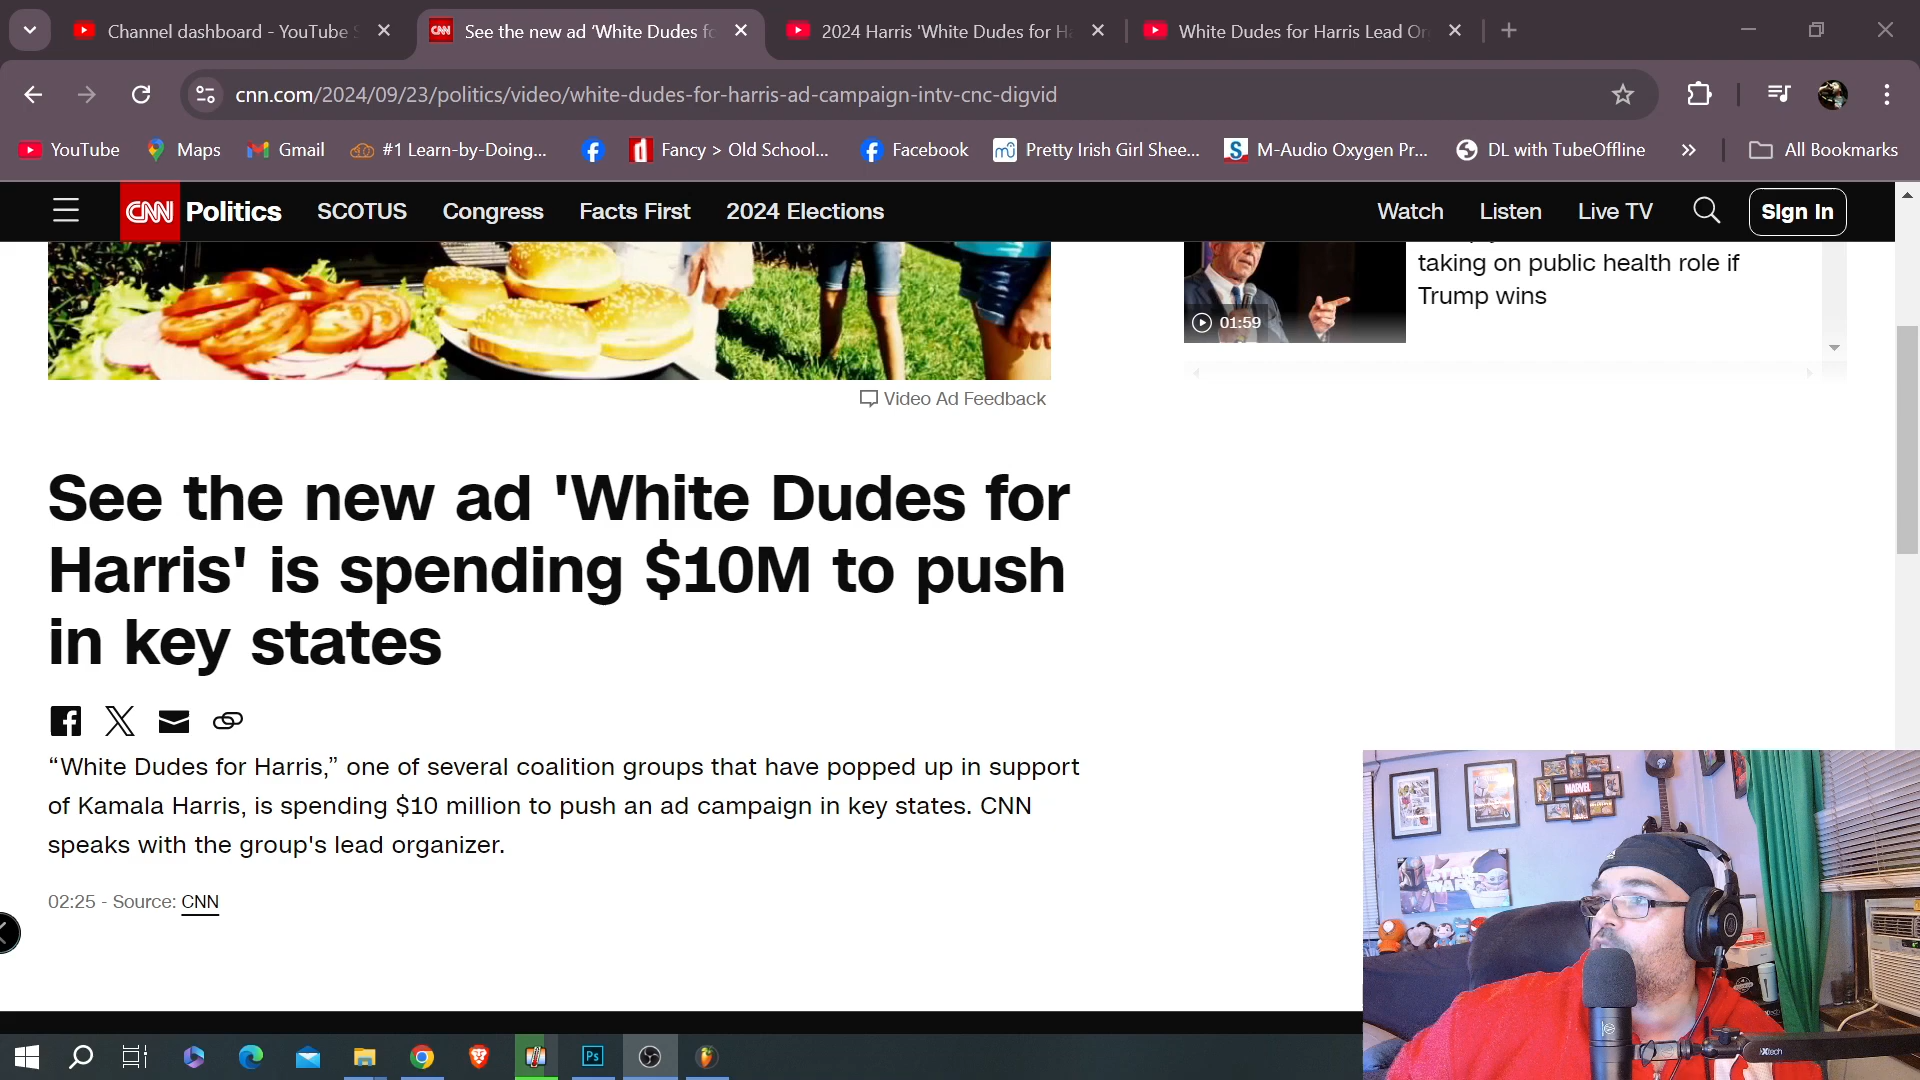 Channel dashboard - YouTube S
See the new ad ‘White Dudes fo
2024 Harris 'White Dudes for Ha
White Dudes for Harris Lead Or
cnn.com/2024/09/23/politics/video/white-dudes-for-harris-ad-campaign-intv-cnc-digvid
YouTube
Maps
Gmail
#1 Learn-by-Doing...
Fancy > Old School...
Facebook
Pretty Irish Girl Shee...
M-Audio Oxygen Pr...
DL with TubeOffline
All Bookmarks
CNN Politics
SCOTUS
Congress
Facts First
2024 Elections
Watch
Listen
Live TV
Sign In
taking on public health role if
Trump wins
01:59
Video Ad Feedback
See the new ad 'White Dudes for
Harris' is spending $10M to push
in key states
“White Dudes for Harris,” one of several coalition groups that have popped up in support
of Kamala Harris, is spending $10 million to push an ad campaign in key states. CNN
speaks with the group's lead organizer.
02:25 - Source: CNN
MARVEL
STAR
WARS
Ps